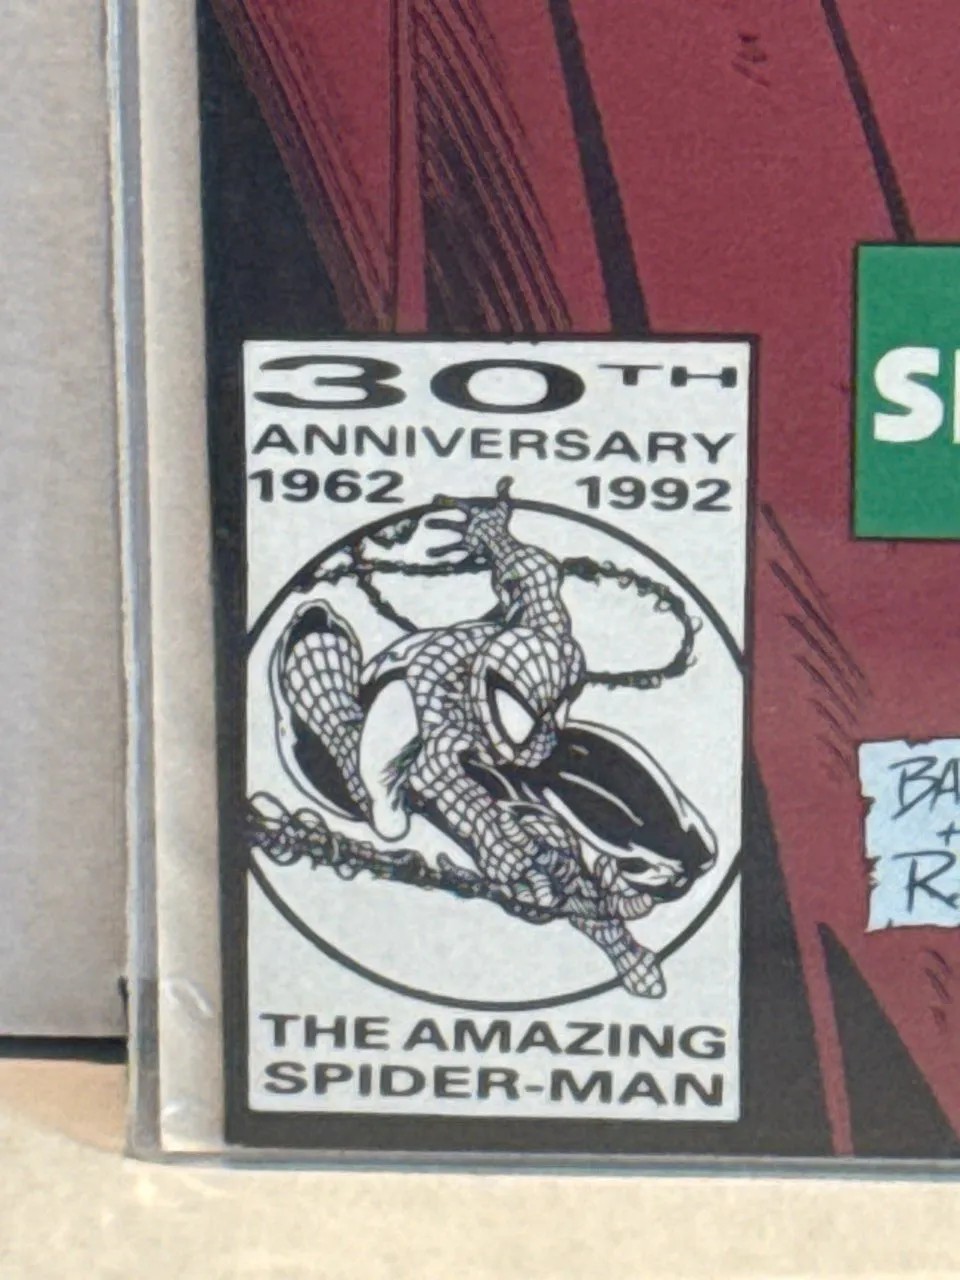 30TH
ANNIVERSARY
1962 1992
THE AMAZING
SPIDER-MAN